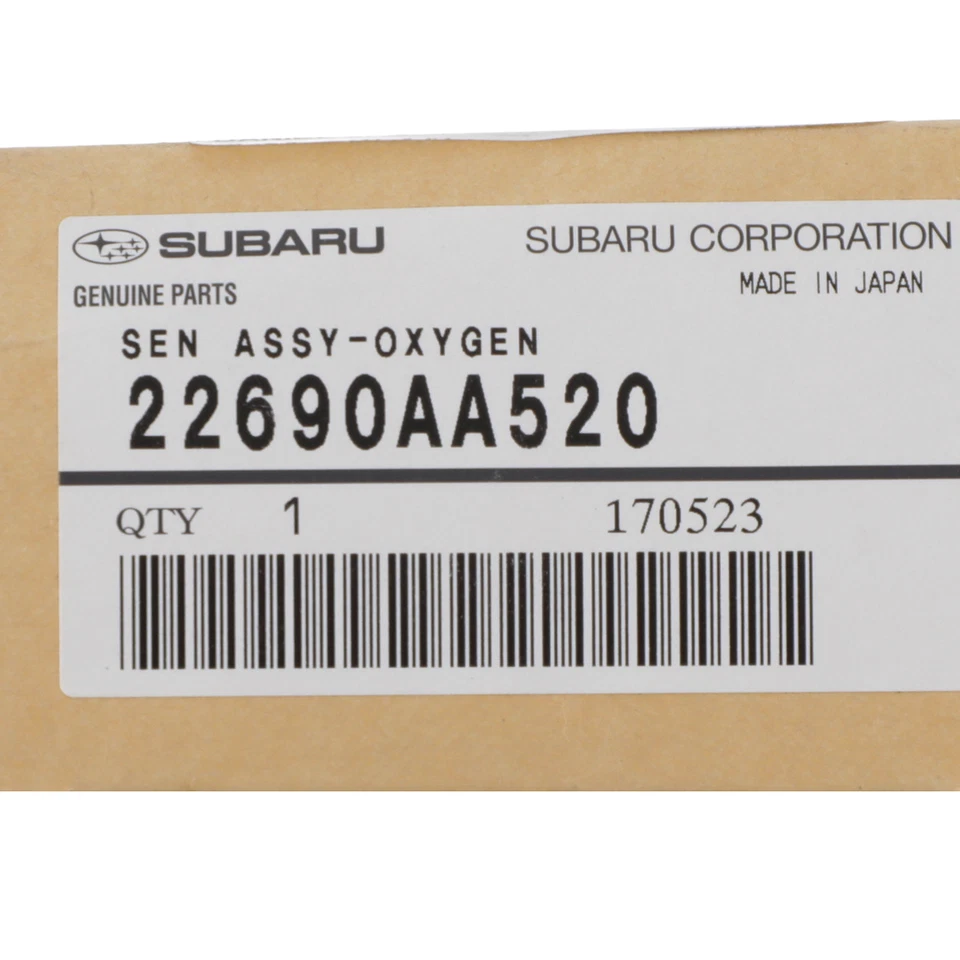 SUBARU SUBARU CORPORATION
GENUINE PARTS MADE IN JAPAN
SEN ASSY-OXYGEN
22690AA520
QTY 1 170523